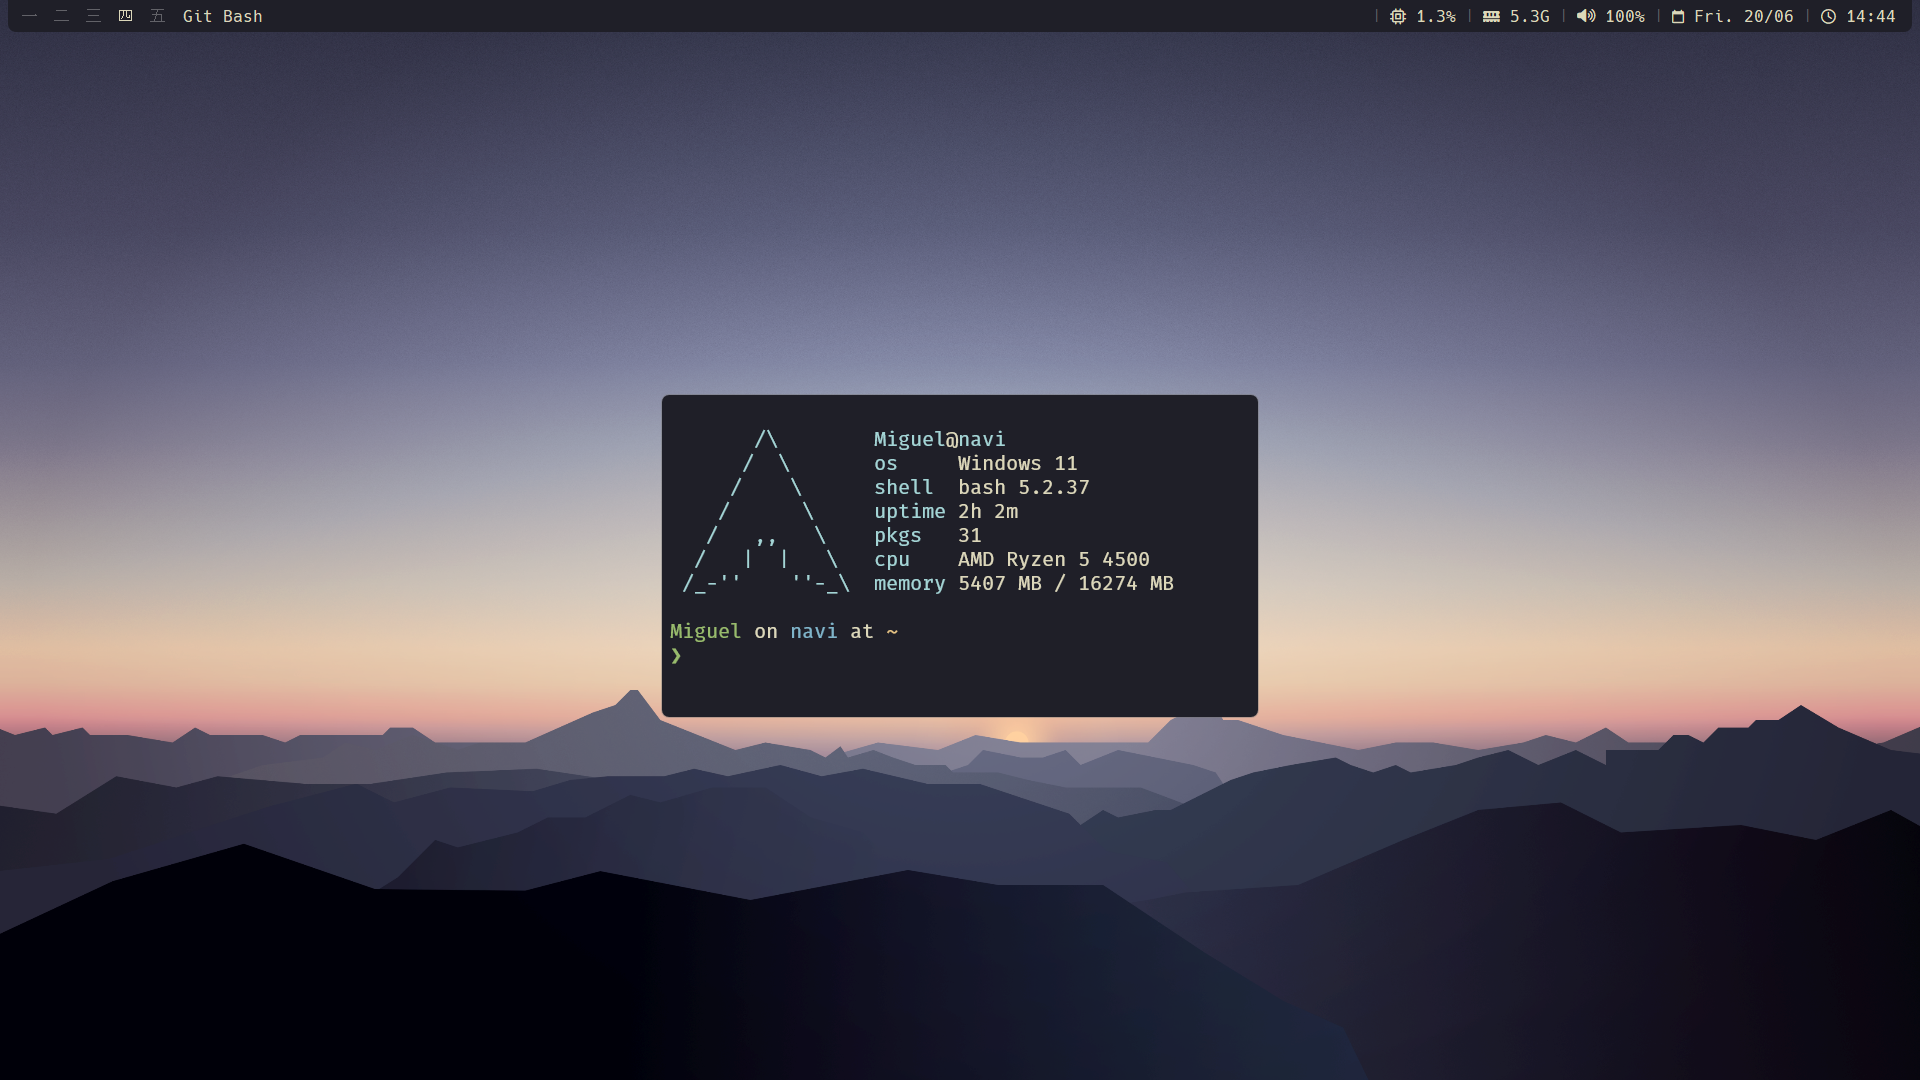 一 二 三 四 五 Git Bash | 1.3% | 5.3G | 100% | Fri. 20/06 | 14:44
Miguel@navi
os Windows 11
shell bash 5.2.37
uptime 2h 2m
pkgs 31
cpu AMD Ryzen 5 4500
memory 5407 MB / 16274 MB
Miguel on navi at ~
❯